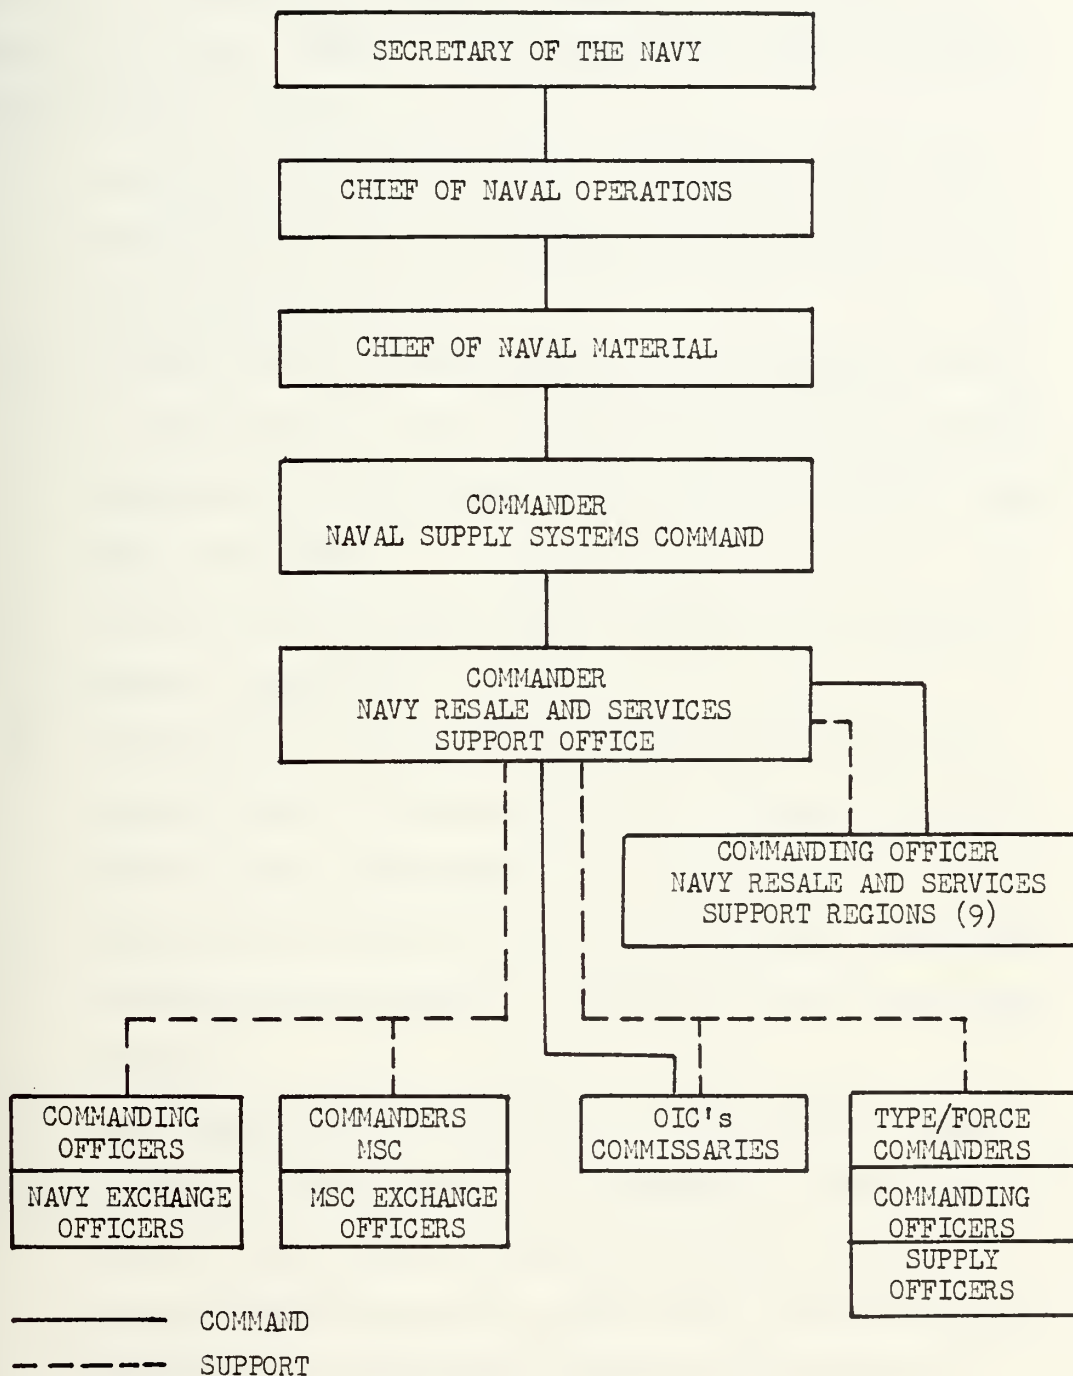 SECRETARY OF THE NAVY
CHIEF OF NAVAL OPERATIONS
CHIEF OF NAVAL MATERIAL
COMMANDER
NAVAL SUPPLY SYSTEMS COMMAND
COMMANDER
NAVY RESALE AND SERVICES
SUPPORT OFFICE
COMMANDING OFFICER
NAVY RESALE AND SERVICES
SUPPORT REGIONS (9)
COMMANDING
OFFICERS
NAVY EXCHANGE
OFFICERS
COMMANDERS
MSC
MSC EXCHANGE
OFFICERS
OIC's
COMMISSARIES
TYPE/FORCE
COMMANDERS
COMMANDING
OFFICERS
SUPPLY
OFFICERS
COMMAND
SUPPORT